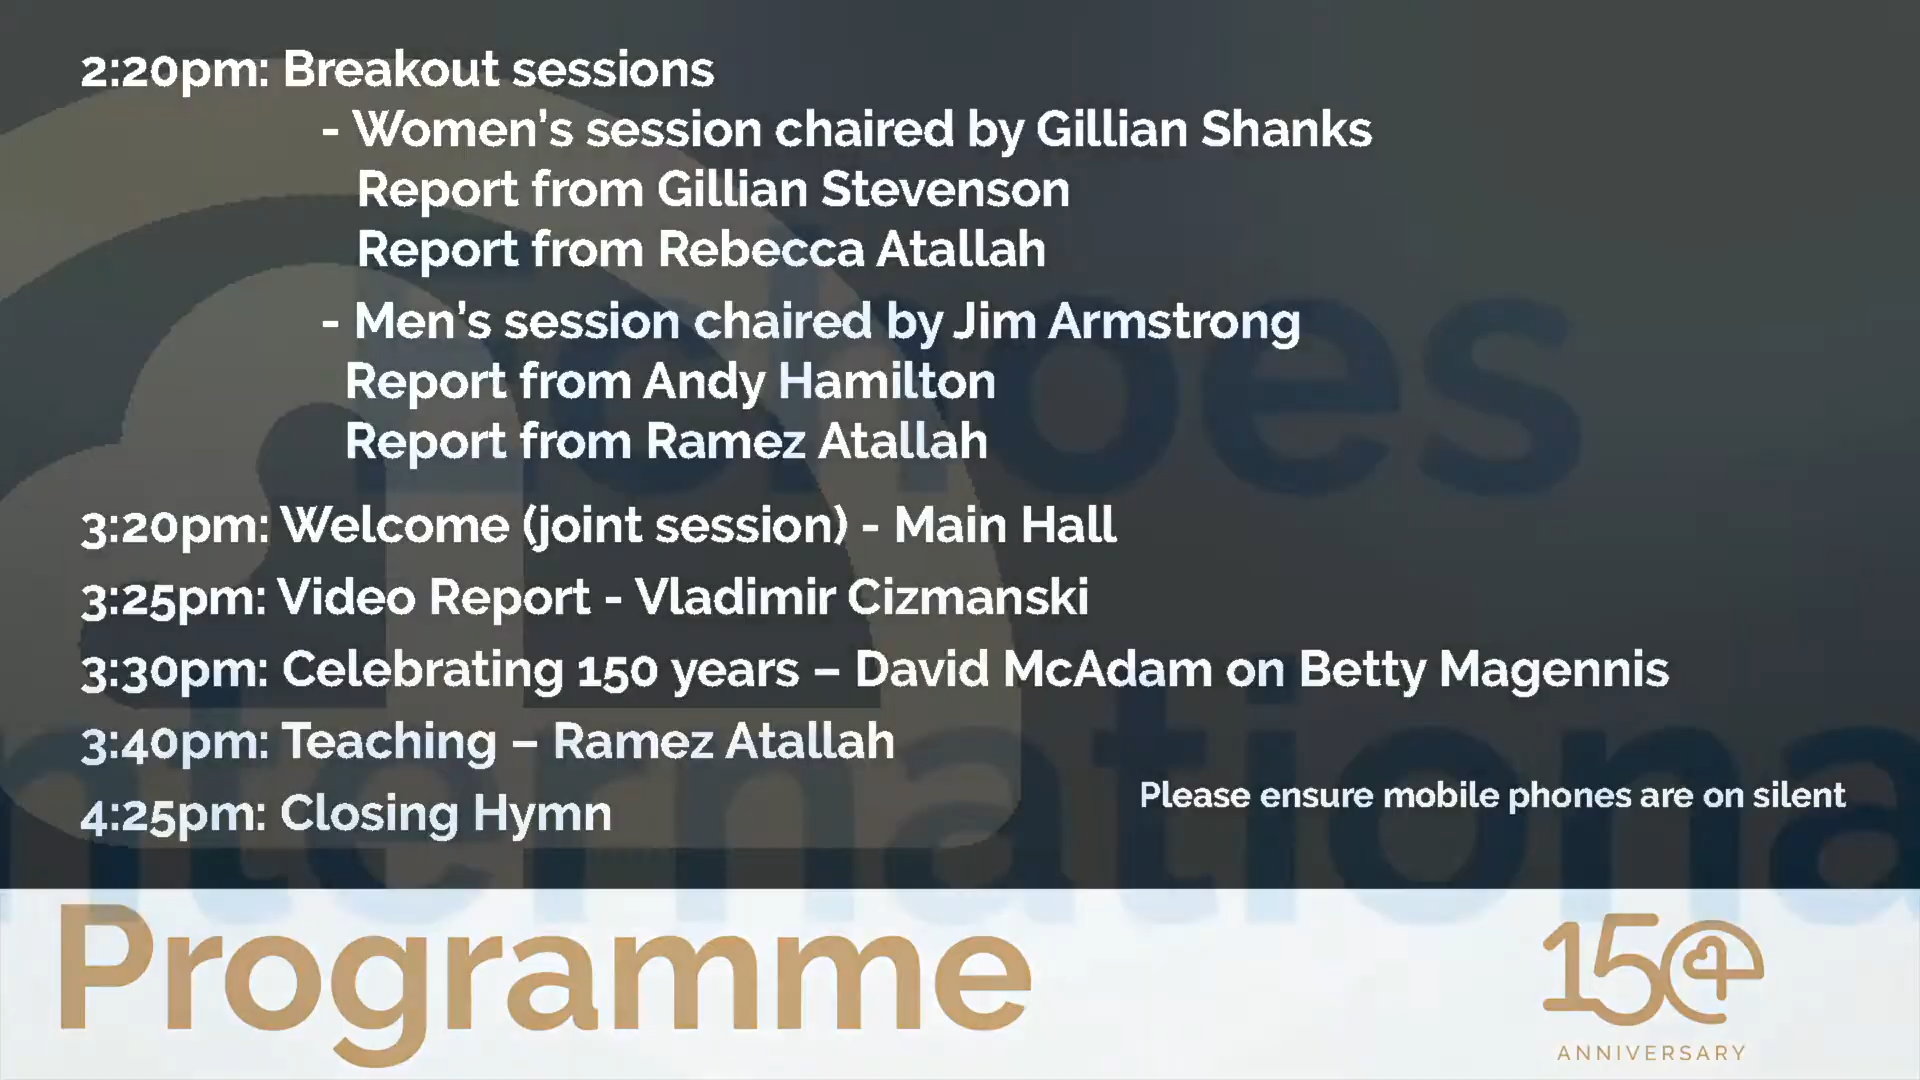 2:20pm: Breakout sessions
- Women's session chaired by Gillian Shanks
Report from Gillian Stevenson
Report from Rebecca Atallah
- Men's session chaired by Jim Armstrong
Report from Andy Hamilton
Report from Ramez Atallah
3:20pm: Welcome (joint session) - Main Hall
3:25pm: Video Report - Vladimir Cizmanski
3:30pm: Celebrating 150 years – David McAdam on Betty Magennis
3:40pm: Teaching – Ramez Atallah
4:25pm: Closing Hymn
Please ensure mobile phones are on silent
Echoes
nternationa
Programme
150
ANNIVERSARY